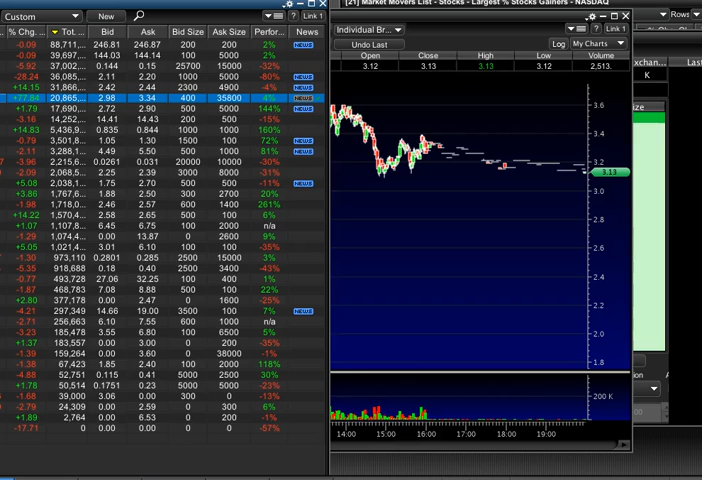 [21] Market Movers List - Stocks - Largest % Stocks Gainers - NASDAQ
Custom New Link 1
% Chg. ... Tot. ... Bid Ask Bid Size Ask Size Perfor... News
-0.09 88,711,... 246.81 246.87 200 200 2% NEWS
-0.09 39,697,... 144.03 144.14 100 5000 2%
-5.92 37,002,... 0.144 0.15 25700 15000 -32%
-28.24 36,085,... 2.11 2.20 1000 5000 -80% NEWS
+14.15 31,866,... 2.42 2.44 2300 4900 -4% NEWS
+77.84 20,865,... 2.98 3.34 400 35800 4% NEWS
+1.79 17,690,... 2.72 2.90 500 5000 144% NEWS
-3.16 14,252,... 14.41 14.43 200 500 -15%
+14.83 5,436,9... 0.835 0.844 1000 1000 160%
-0.79 3,501,8... 1.05 1.30 1500 100 72% NEWS
-2.11 3,288,1... 4.49 5.50 500 500 81% NEWS
-3.96 2,215,6... 0.0261 0.031 20000 10000 -30%
-2.09 2,068,5... 2.25 2.39 3000 8000 -31%
+5.08 2,038,1... 1.75 2.70 500 500 -11% NEWS
+3.86 1,767,6... 1.88 2.50 300 2700 20%
-1.98 1,718,0... 2.46 2.57 600 1400 261%
+14.22 1,570,4... 2.58 2.65 500 100 6%
+1.07 1,107,8... 6.45 6.75 100 2000 n/a
-1.29 1,074,4... 0.00 13.87 0 2600 9%
+5.05 1,021,4... 3.01 6.10 100 100 -35%
-1.30 973,110 0.2801 0.285 2500 15000 3%
-5.35 918,688 0.18 0.40 2500 3400 -43%
-0.77 493,728 27.06 32.25 100 400 1%
-1.87 468,783 7.08 8.88 500 100 22%
+2.80 377,178 0.00 2.47 0 1600 -25%
-4.21 297,349 14.66 19.00 3500 100 7% NEWS
-2.71 256,663 6.10 7.55 600 1000 n/a
-3.23 185,478 3.55 6.80 100 6500 5%
+1.37 183,557 0.00 3.00 0 200 -35%
-1.39 159,264 0.00 3.60 0 38000 -1%
-1.38 67,423 1.85 2.40 100 200 118%
-4.88 52,751 0.115 0.41 5000 2500 30%
+1.78 50,514 0.1751 0.23 5000 5000 -23%
-1.68 39,000 3.06 0.00 300 0 -13%
-2.79 24,309 0.00 2.59 0 300 6%
+1.89 2,764 0.00 6.53 0 200 -1%
-17.71 0 0.00 0.00 0 0 -57%
Individual Br... Link 1
Undo Last Log My Charts
Open Close High Low Volume
3.12 3.12 3.13 3.12 2,513.
3.6
3.4
3.2
3.13
3.0
2.8
2.6
2.4
2.2
2.0
1.8
200 K
14:00 15:00 16:00 17:00 18:00 19:00
Rows
xchan... Last
K
ize